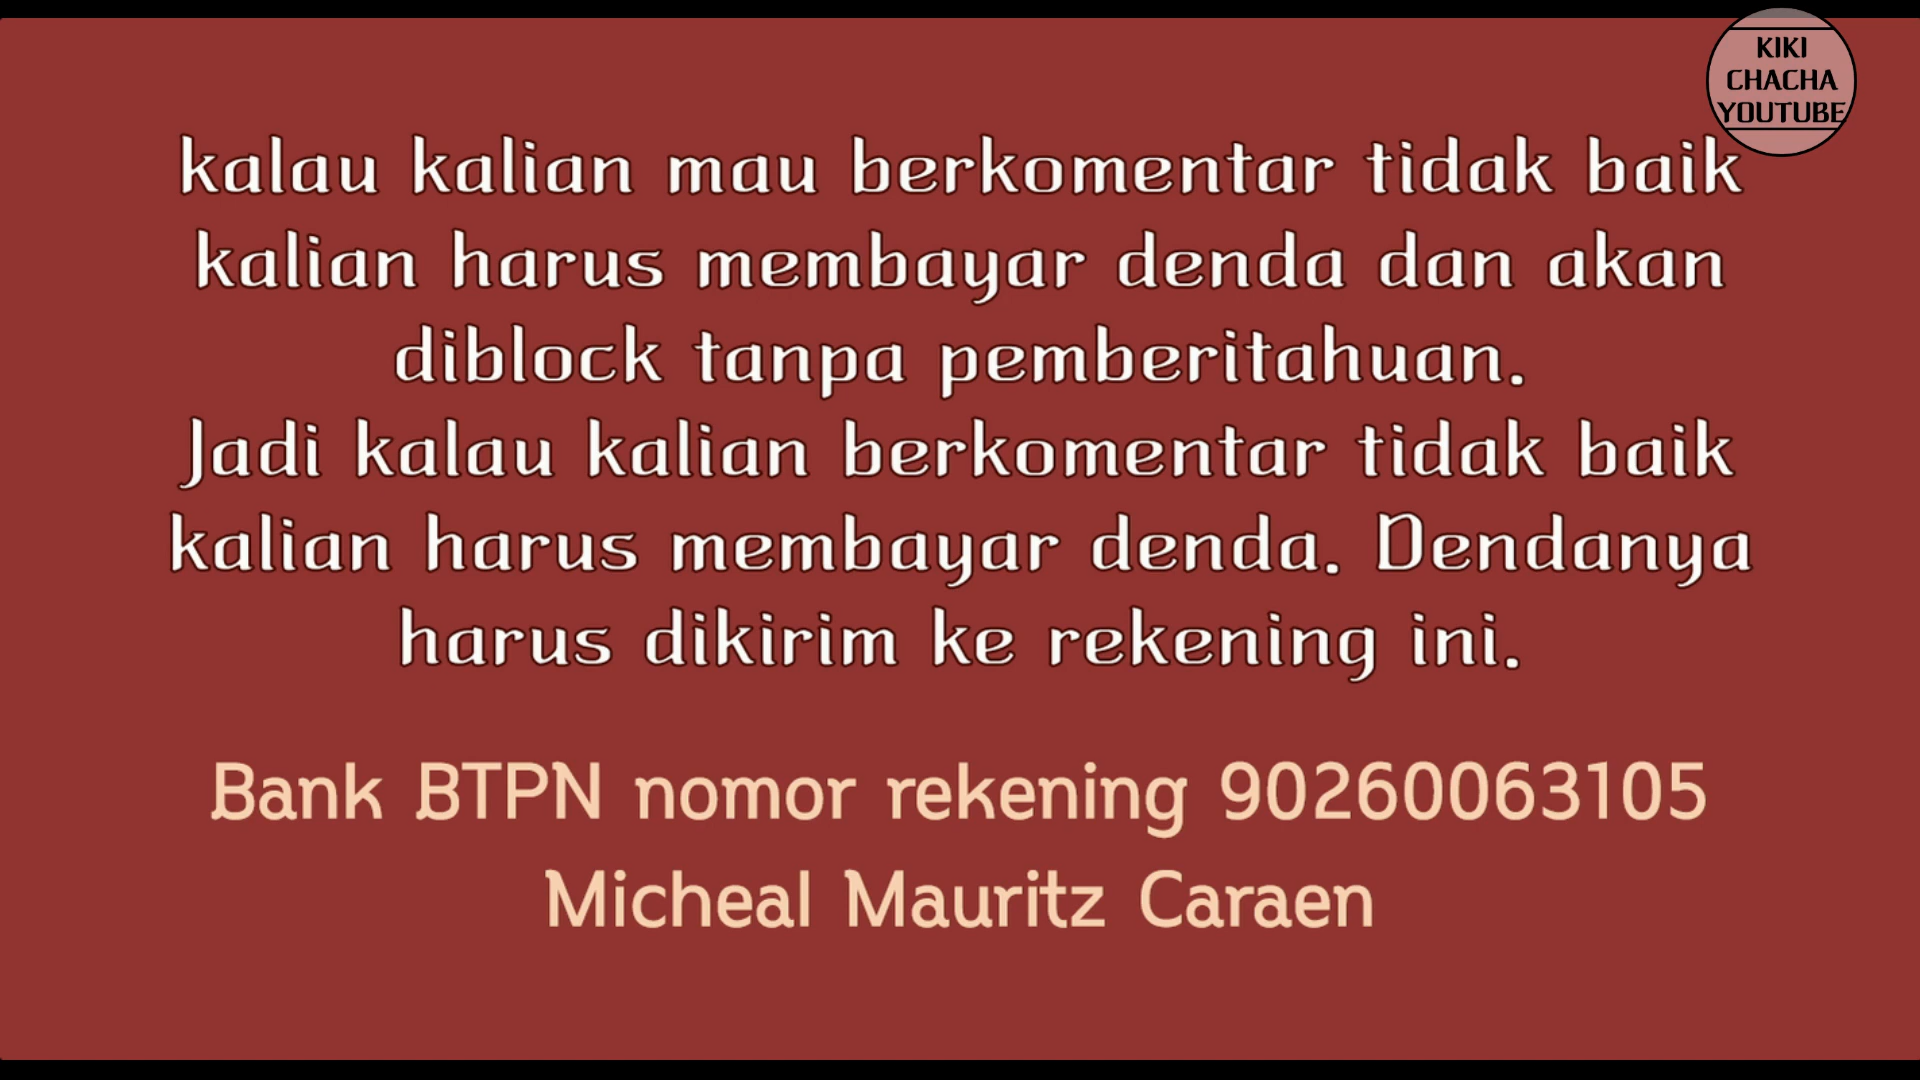 KIKI
CHACHA
YOUTUBE
kalau kalian mau berkomentar tidak baik
kalian harus membayar denda dan akan
diblock tanpa pemberitahuan.
Jadi kalau kalian berkomentar tidak baik
kalian harus membayar denda. Dendanya
harus dikirim ke rekening ini.
Bank BTPN nomor rekening 90260063105
Micheal Mauritz Caraen